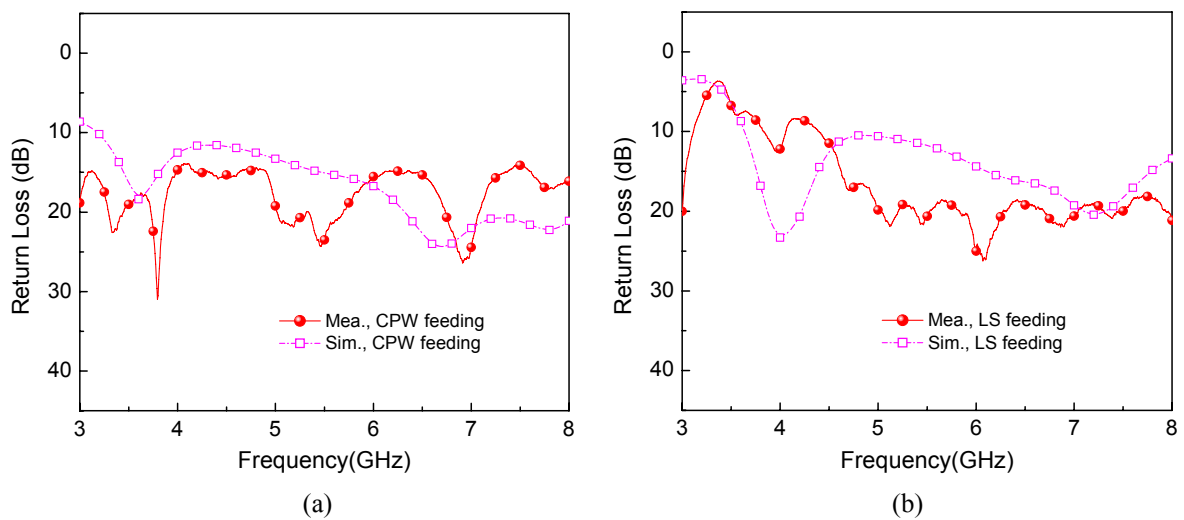 0
10
20
30
40
Return Loss (dB)
3 4 5 6 7 8
Frequency(GHz)
Mea., CPW feeding
Sim., CPW feeding
(a)
0
10
20
30
40
Return Loss (dB)
3 4 5 6 7 8
Frequency(GHz)
Mea., LS feeding
Sim., LS feeding
(b)